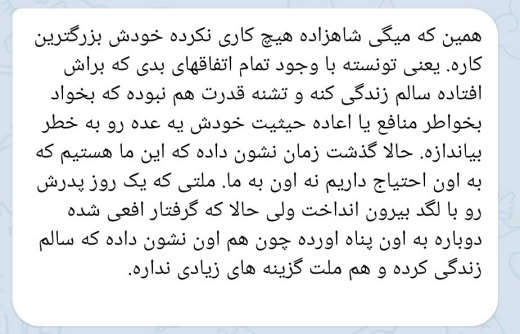 همین که میگی شاهزاده هیچ کاری نکرده خودش بزرگترین
کاره. یعنی تونسته با وجود تمام اتفاقهای بدی که براش
افتاده سالم زندگی کنه و تشنه قدرت هم نبوده که بخواد
بخواطر منافع یا اعاده حیثیت خودش یه عده رو به خطر
بیاندازه. حالا گذشت زمان نشون داده که این ما هستیم که
به اون احتیاج داریم نه اون به ما. ملتی که یک روز پدرش
رو با لگد بیرون انداخت ولی حالا که گرفتار افعی شده
دوباره به اون پناه اورده چون هم اون نشون داده که سالم
زندگی کرده و هم ملت گزینه های زیادی نداره.